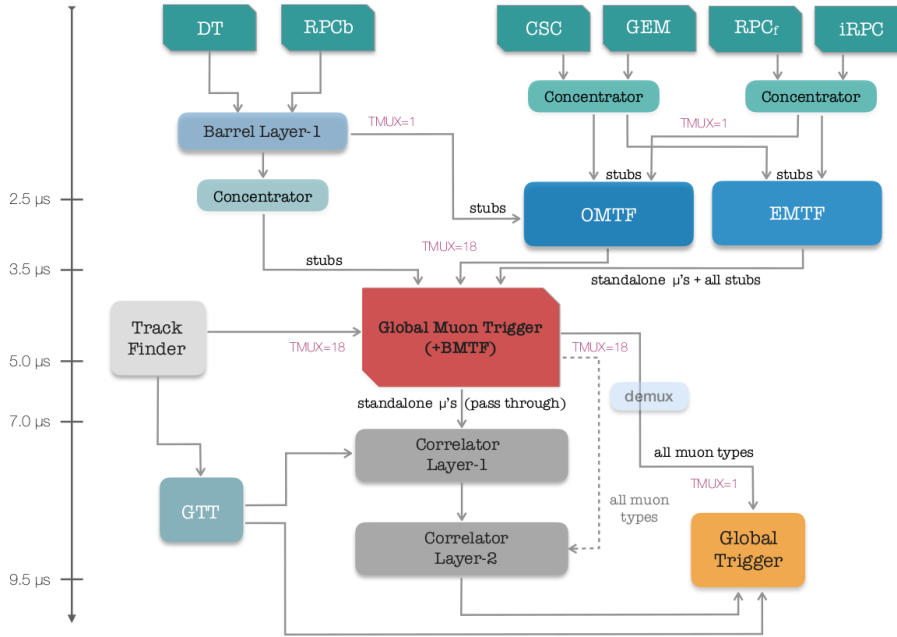 DT
RPCb
CSC
GEM
RPCf
iRPC
Concentrator
Concentrator
Barrel Layer-1
TMUX=1
TMUX=1
stubs
stubs
Concentrator
2.5 µs
stubs
OMTF
EMTF
TMUX=18
3.5 µs
stubs
standalone µ's + all stubs
Global Muon Trigger
(+BMTF)
Track
Finder
TMUX=18
TMUX=18
5.0 µs
demux
standalone µ's (pass through)
7.0 µs
Correlator
Layer-1
all muon types
TMUX=1
GTT
all muon
types
Correlator
Layer-2
Global
Trigger
9.5 µs